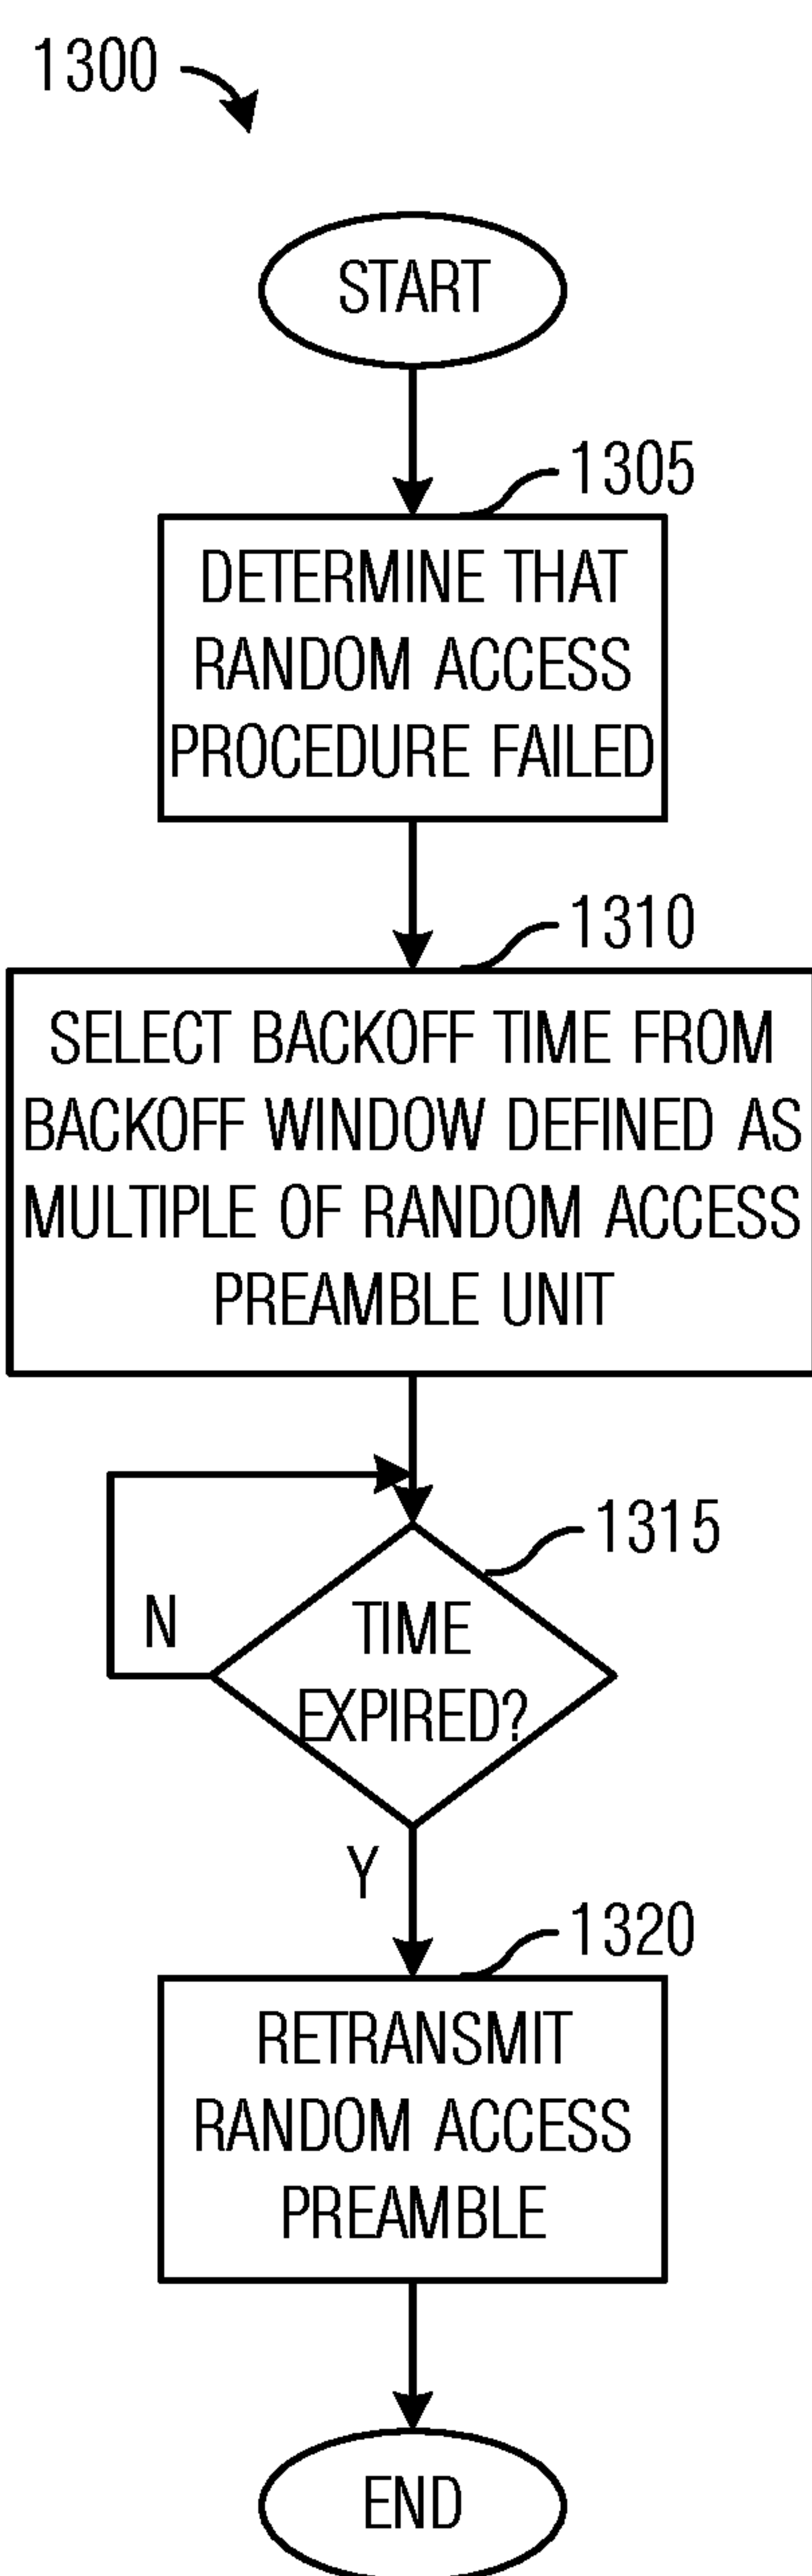 1300
START
1305
DETERMINE THAT
RANDOM ACCESS
PROCEDURE FAILED
1310
SELECT BACKOFF TIME FROM
BACKOFF WINDOW DEFINED AS
MULTIPLE OF RANDOM ACCESS
PREAMBLE UNIT
1315
TIME
EXPIRED?
N
Y
1320
RETRANSMIT
RANDOM ACCESS
PREAMBLE
END